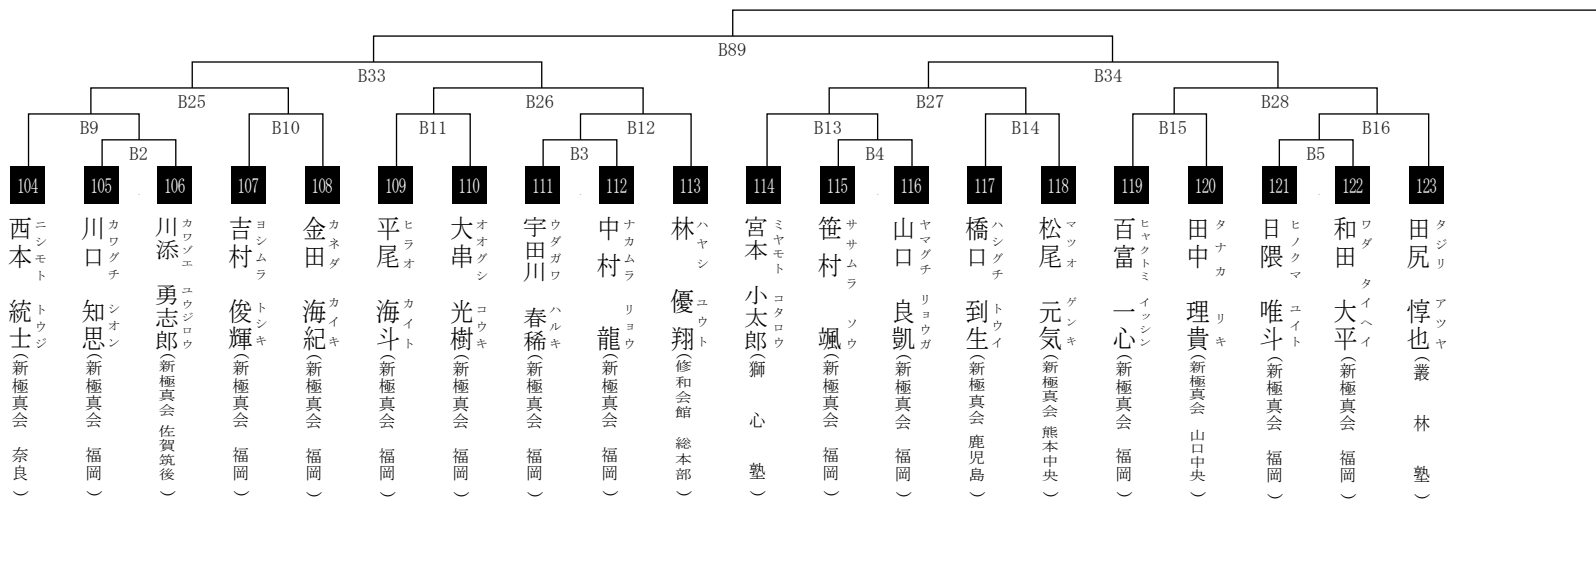 B89
B33
B34
B25
B26
B27
B28
B9
B10
B11
B12
B13
B14
B15
B16
B2
B3
B4
B5
104
西本 統士(新極真会 奈良)
ニシモト トウジ
105
川口 知思(新極真会 福岡)
カワグチ シオン
106
川添 勇志郎(新極真会 佐賀筑後)
カワゾエ ユウジロウ
107
吉村 俊輝(新極真会 福岡)
ヨシムラ トシキ
108
金田 海紀(新極真会 福岡)
カネダ カイキ
109
平尾 海斗(新極真会 福岡)
ヒラオ カイト
110
大串 光樹(新極真会 福岡)
オオグシ コウキ
111
宇田川 春稀(新極真会 福岡)
ウダガワ ハルキ
112
中村 龍(新極真会 福岡)
ナカムラ リョウ
113
林 優翔(修和会館 総本部)
ハヤシ ユウト
114
宮本 小太郎(獅心塾)
ミヤモト コタロウ
115
笹村 颯(新極真会 福岡)
ササムラ ソウ
116
山口 良凱(新極真会 福岡)
ヤマグチ リョウガ
117
橋口 到生(新極真会 鹿児島)
ハシグチ トウイ
118
松尾 元気(新極真会 熊本中央)
マツオ ゲンキ
119
百富 一心(新極真会 福岡)
ヒャクトミ イッシン
120
田中 理貴(新極真会 山口中央)
タナカ リキ
121
日隈 唯斗(新極真会 福岡)
ヒノクマ ユイト
122
和田 大平(新極真会 福岡)
ワダ タイヘイ
123
田尻 惇也(叢林塾)
タジリ アツヤ